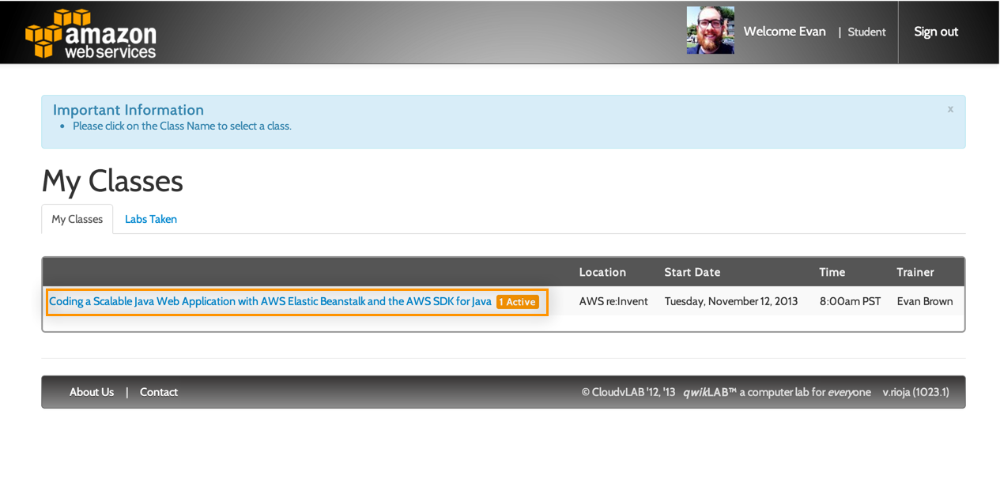 amazon
web services
Welcome Evan | Student Sign out
Important Information x
• Please click on the Class Name to select a class.
My Classes
My Classes Labs Taken
Location Start Date Time Trainer
Coding a Scalable Java Web Application with AWS Elastic Beanstalk and the AWS SDK for Java 1 Active AWS re:Invent Tuesday, November 12, 2013 8:00am PST Evan Brown
About Us | Contact © CloudvLAB '12, '13 qwikLAB™ a computer lab for everyone v.rioja (1023.1)